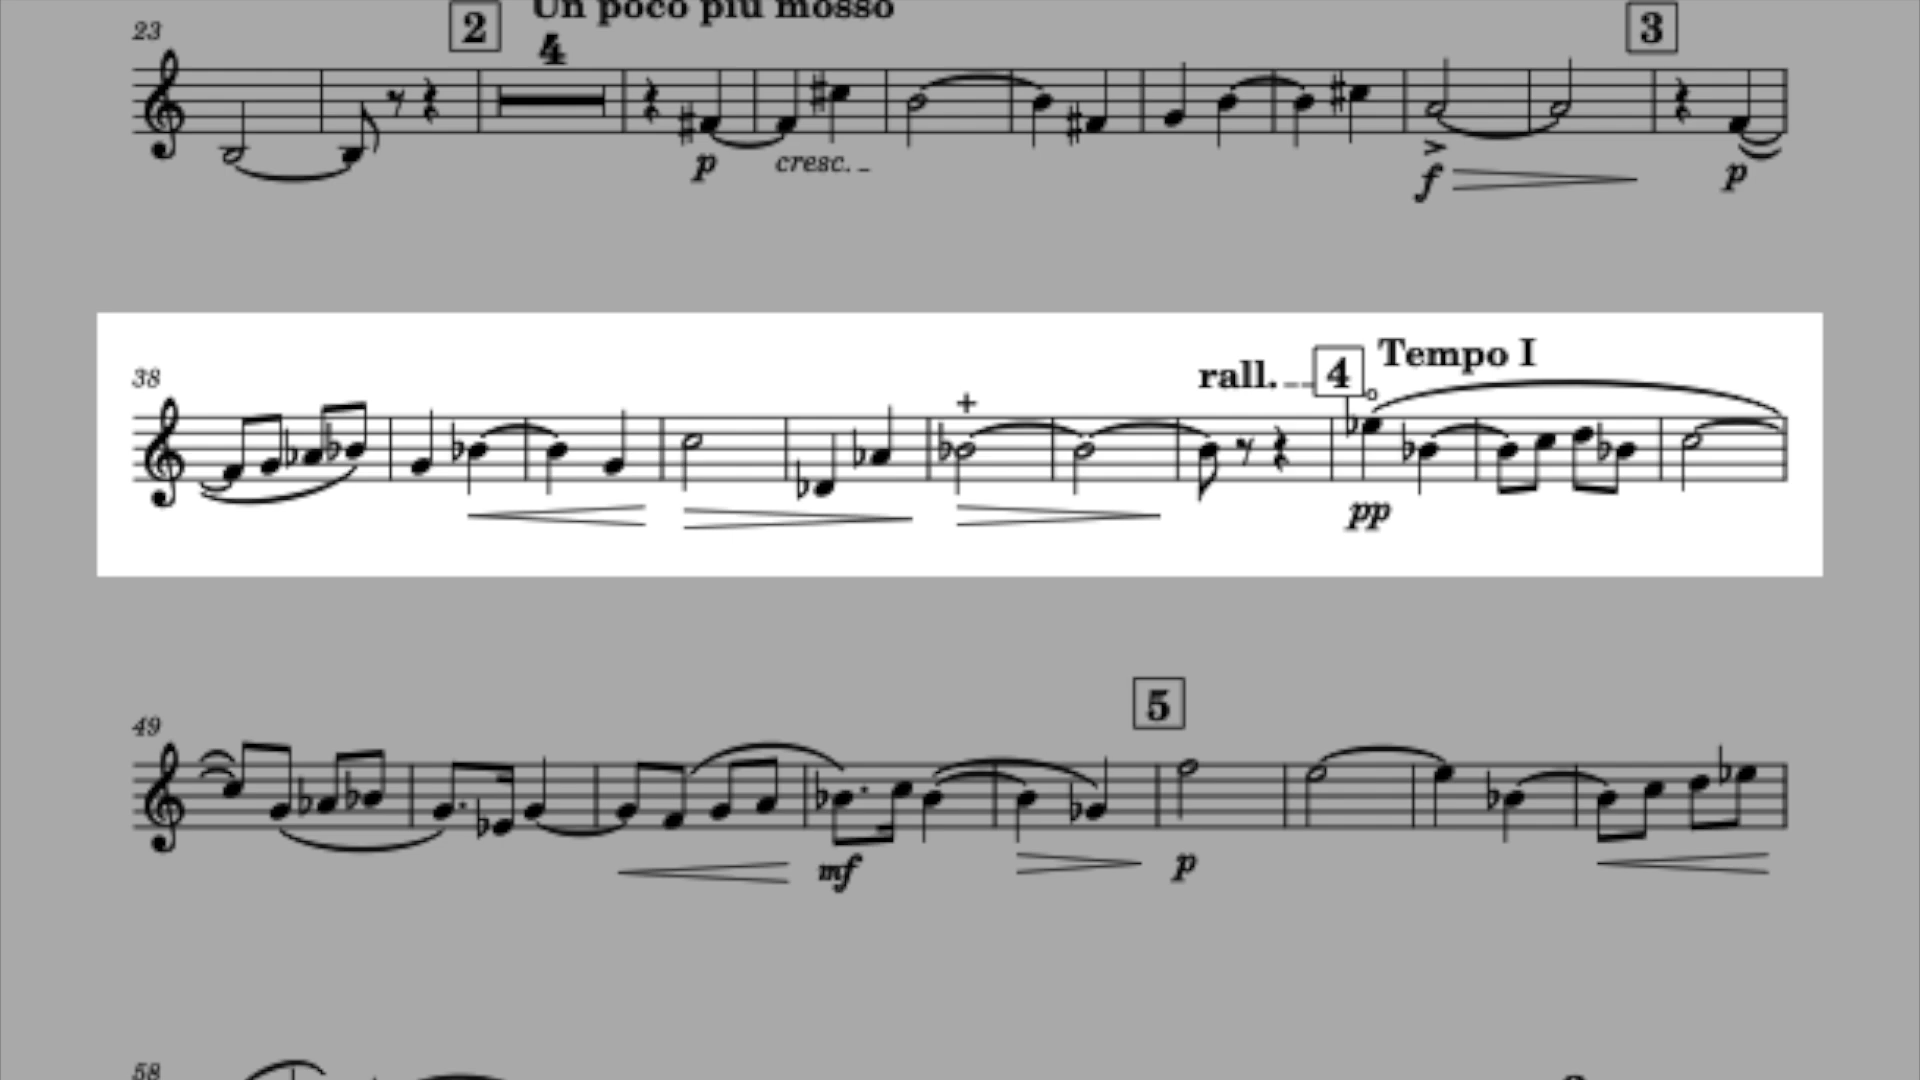 23
2
Un poco più mosso
4
3
p
cresc.
f
p
38
rall.
4
Tempo I
pp
49
5
mf
p
58